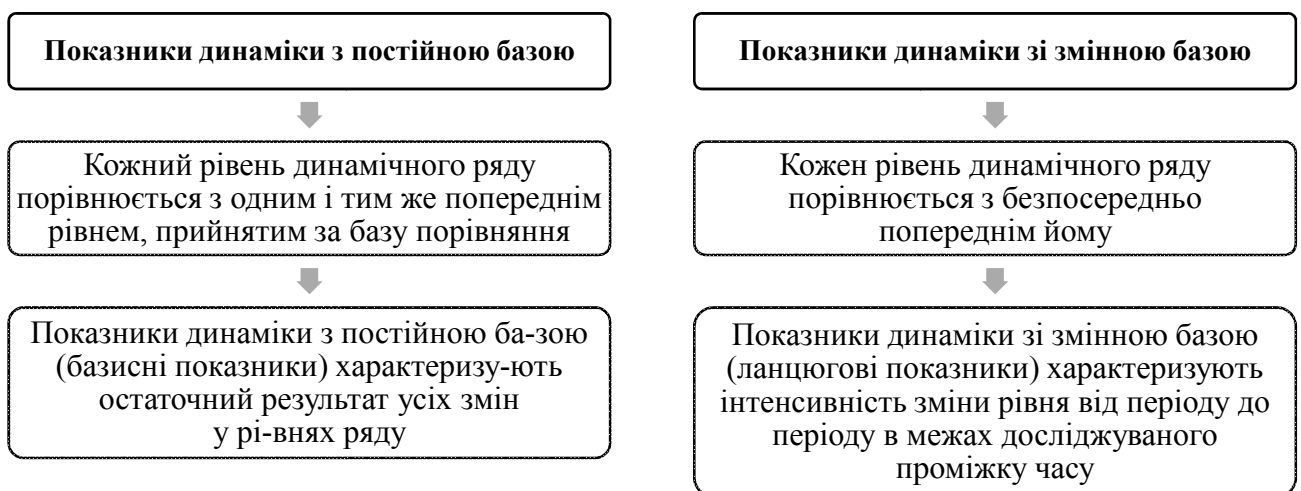 Показники динаміки з постійною базою
Кожний рівень динамічного ряду
порівнюється з одним і тим же попереднім
рівнем, прийнятим за базу порівняння
Показники динаміки з постійною ба-зою
(базисні показники) характеризу-ють
остаточний результат усіх змін
у рі-внях ряду
Показники динаміки зі змінною базою
Кожен рівень динамічного ряду
порівнюється з безпосередньо
попереднім йому
Показники динаміки зі змінною базою
(ланцюгові показники) характеризують
інтенсивність зміни рівня від періоду до
періоду в межах досліджуваного
проміжку часу